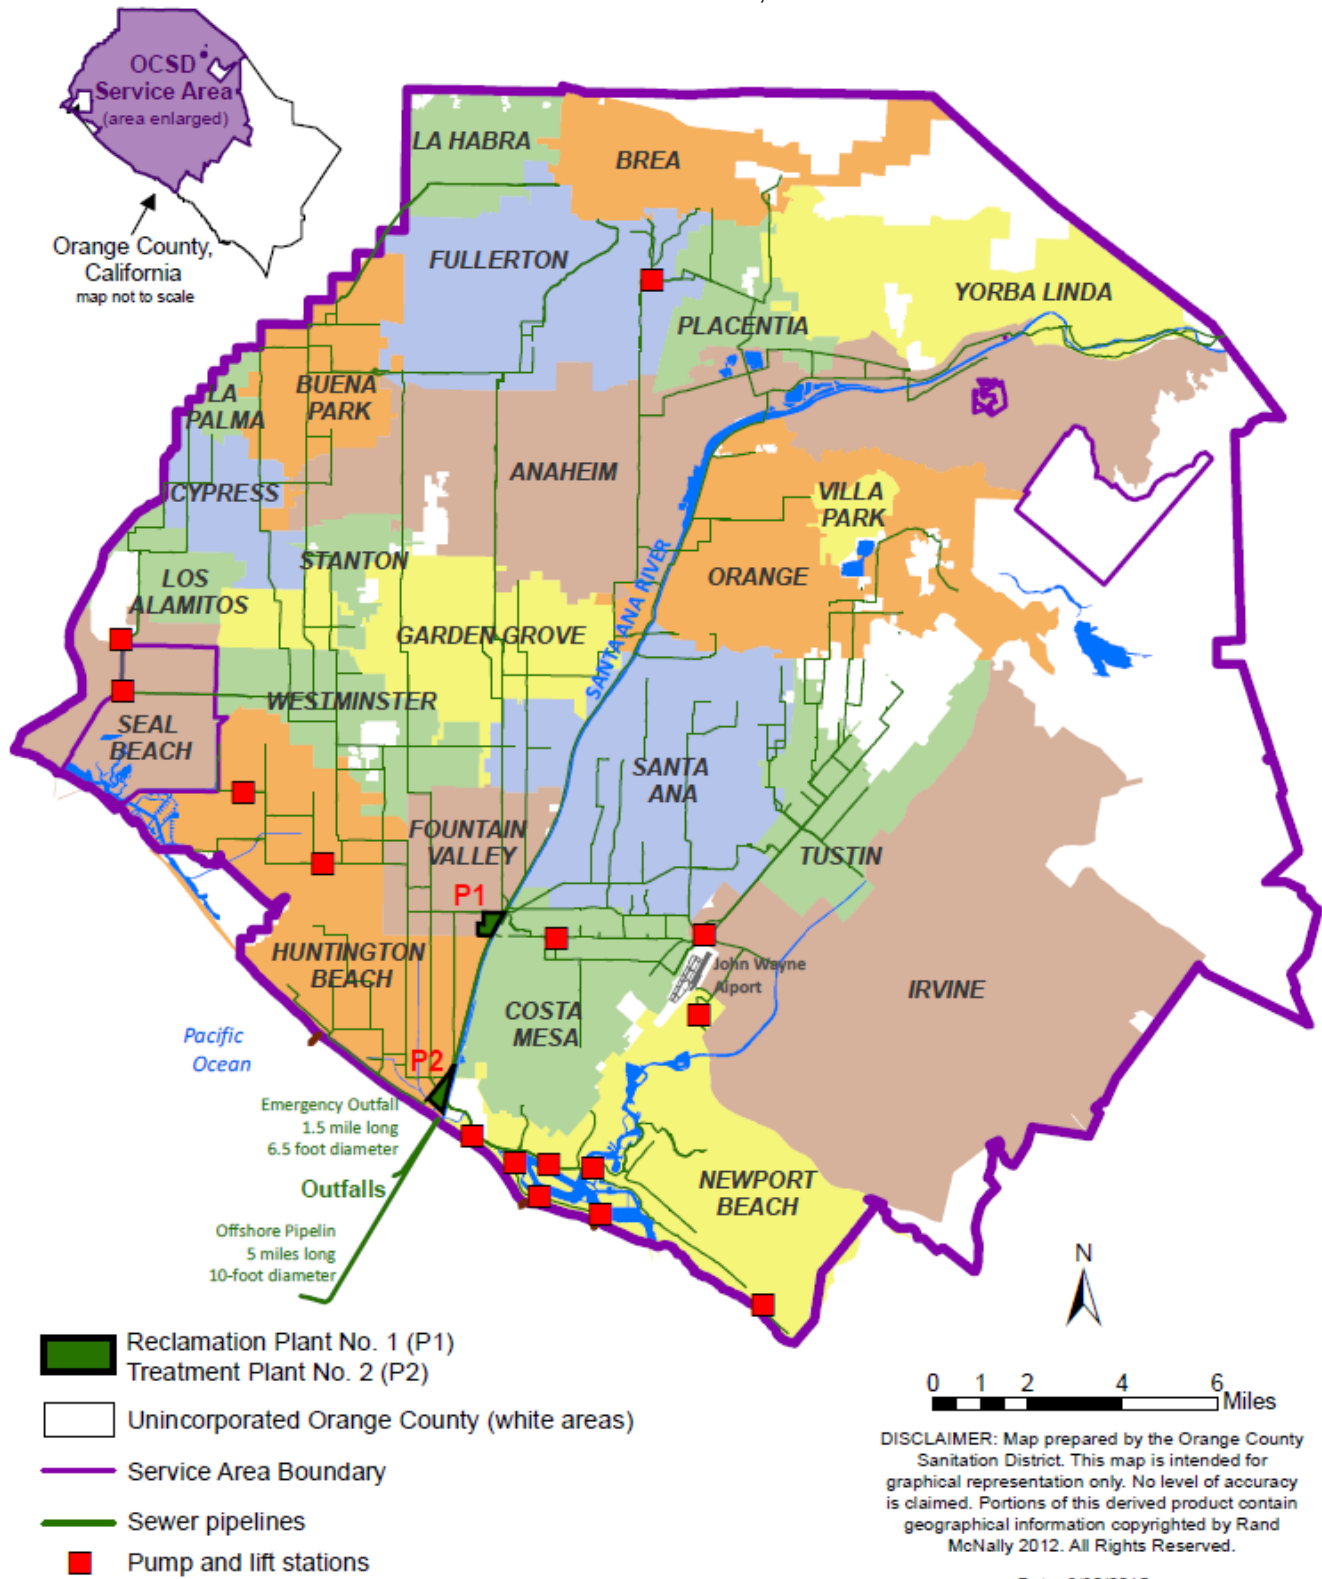 OCSD
Service Area
(area enlarged)
Orange County,
California
map not to scale
LA HABRA
BREA
FULLERTON
YORBA LINDA
PLACENTIA
LA
PALMA
BUENA
PARK
ANAHEIM
CYPRESS
VILLA
PARK
STANTON
LOS
ALAMITOS
ORANGE
SANTA ANA RIVER
GARDEN GROVE
WESTMINSTER
SEAL
BEACH
SANTA
ANA
FOUNTAIN
VALLEY
TUSTIN
P1
HUNTINGTON
BEACH
John Wayne
Aiport
IRVINE
COSTA
MESA
Pacific
Ocean
P2
Emergency Outfall
1.5 mile long
6.5 foot diameter
Outfalls
NEWPORT
BEACH
Offshore Pipelin
5 miles long
10-foot diameter
N
Reclamation Plant No. 1 (P1)
Treatment Plant No. 2 (P2)
Unincorporated Orange County (white areas)
Service Area Boundary
Sewer pipelines
Pump and lift stations
0 1 2 4 6
Miles
DISCLAIMER: Map prepared by the Orange County
Sanitation District. This map is intended for
graphical representation only. No level of accuracy
is claimed. Portions of this derived product contain
geographical information copyrighted by Rand
McNally 2012. All Rights Reserved.